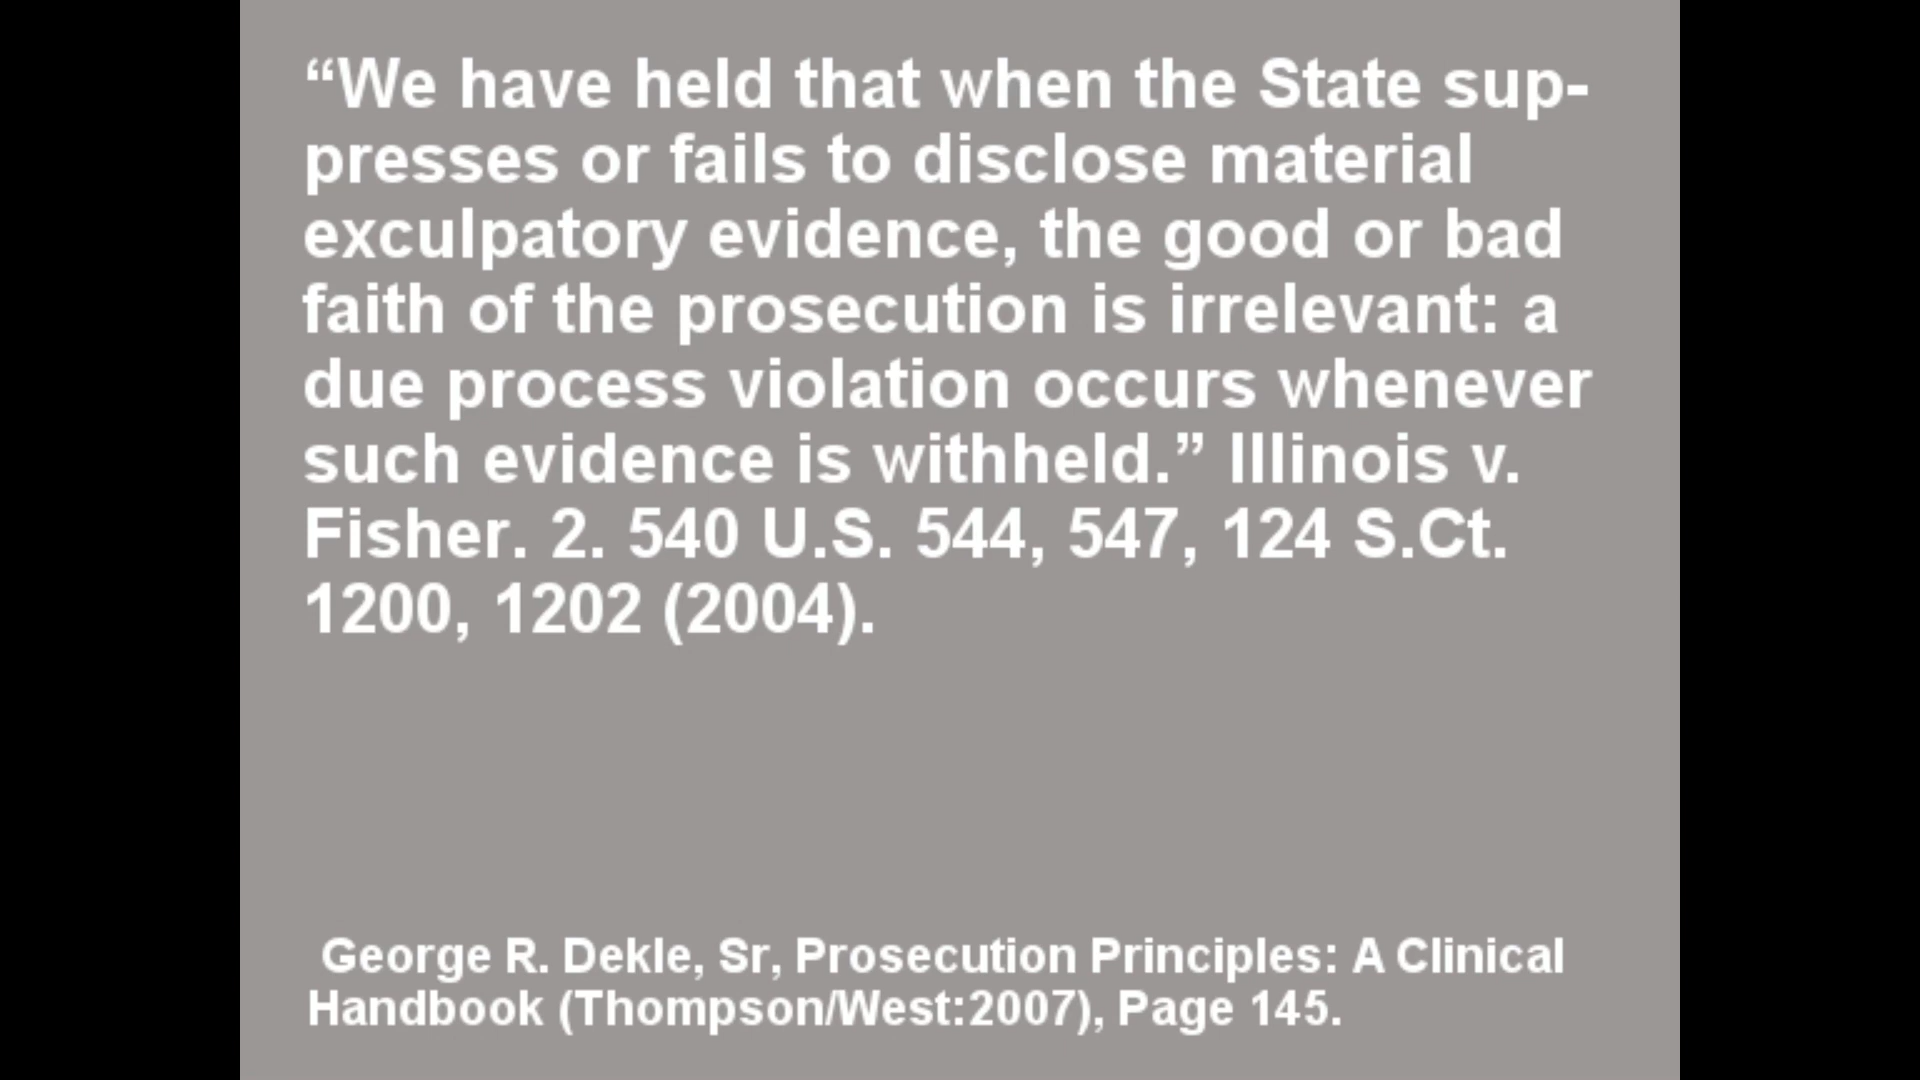 “We have held that when the State sup-
presses or fails to disclose material
exculpatory evidence, the good or bad
faith of the prosecution is irrelevant: a
due process violation occurs whenever
such evidence is withheld.” Illinois v.
Fisher. 2. 540 U.S. 544, 547, 124 S.Ct.
1200, 1202 (2004).
George R. Dekle, Sr, Prosecution Principles: A Clinical
Handbook (Thompson/West:2007), Page 145.